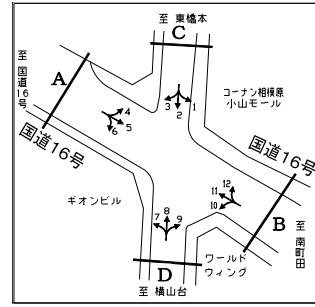 至 東橋本
C
至 国道16号
A
コーナン相模原
小山モール
3 2 1
4
5
6
国道16号
国道16号
ギオンビル
12
11
10
B
至 南町田
7 8 9
ワールド
ウィング
D
至 横山台